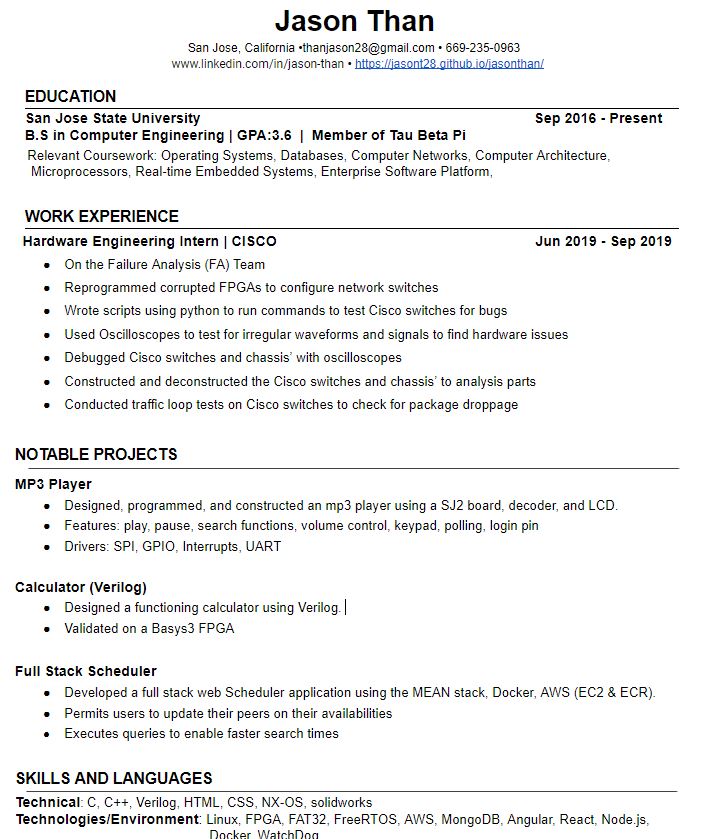 Jason Than
San Jose, California •thanjason28@gmail.com • 669-235-0963
www.linkedin.com/in/jason-than • https://jasont28.github.io/jasonthan/
EDUCATION
San Jose State University Sep 2016 - Present
B.S in Computer Engineering | GPA:3.6 | Member of Tau Beta Pi
Relevant Coursework: Operating Systems, Databases, Computer Networks, Computer Architecture,
Microprocessors, Real-time Embedded Systems, Enterprise Software Platform,
WORK EXPERIENCE
Hardware Engineering Intern | CISCO Jun 2019 - Sep 2019
● On the Failure Analysis (FA) Team
● Reprogrammed corrupted FPGAs to configure network switches
● Wrote scripts using python to run commands to test Cisco switches for bugs
● Used Oscilloscopes to test for irregular waveforms and signals to find hardware issues
● Debugged Cisco switches and chassis’ with oscilloscopes
● Constructed and deconstructed the Cisco switches and chassis’ to analysis parts
● Conducted traffic loop tests on Cisco switches to check for package droppage
NOTABLE PROJECTS
MP3 Player
● Designed, programmed, and constructed an mp3 player using a SJ2 board, decoder, and LCD.
● Features: play, pause, search functions, volume control, keypad, polling, login pin
● Drivers: SPI, GPIO, Interrupts, UART
Calculator (Verilog)
● Designed a functioning calculator using Verilog.
● Validated on a Basys3 FPGA
Full Stack Scheduler
● Developed a full stack web Scheduler application using the MEAN stack, Docker, AWS (EC2 & ECR).
● Permits users to update their peers on their availabilities
● Executes queries to enable faster search times
SKILLS AND LANGUAGES
Technical: C, C++, Verilog, HTML, CSS, NX-OS, solidworks
Technologies/Environment: Linux, FPGA, FAT32, FreeRTOS, AWS, MongoDB, Angular, React, Node.js,
Docker, WatchDog